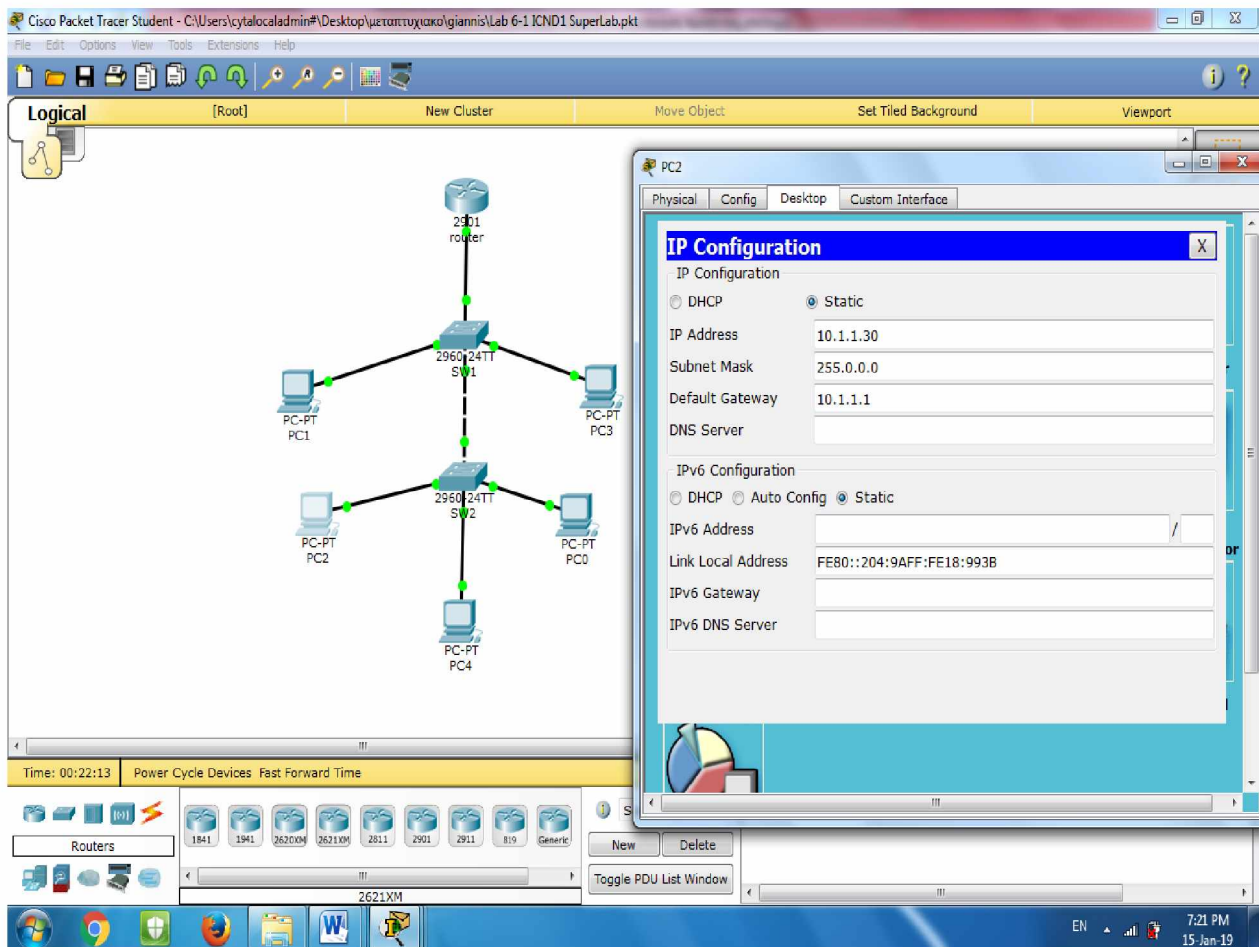 Cisco Packet Tracer Student - C:\Users\cytalocaladmin#\Desktop\μεταπτυχιακο\giannis\Lab 6-1 ICND1 SuperLab.pkt
File Edit Options View Tools Extensions Help
Logical [Root] New Cluster Move Object Set Tiled Background Viewport
2901
router
2960-24TT
SW1
PC-PT
PC1
PC-PT
PC3
2960-24TT
SW2
PC-PT
PC2
PC-PT
PC0
PC-PT
PC4
PC2
Physical Config Desktop Custom Interface
IP Configuration X
IP Configuration
DHCP Static
IP Address 10.1.1.30
Subnet Mask 255.0.0.0
Default Gateway 10.1.1.1
DNS Server
IPv6 Configuration
DHCP Auto Config Static
IPv6 Address /
Link Local Address FE80::204:9AFF:FE18:993B
IPv6 Gateway
IPv6 DNS Server
Time: 00:22:13 Power Cycle Devices Fast Forward Time
Routers
1841 1941 2620XM 2621XM 2811 2901 2911 819 Generic
2621XM
New Delete
Toggle PDU List Window
EN 7:21 PM
15-Jan-19